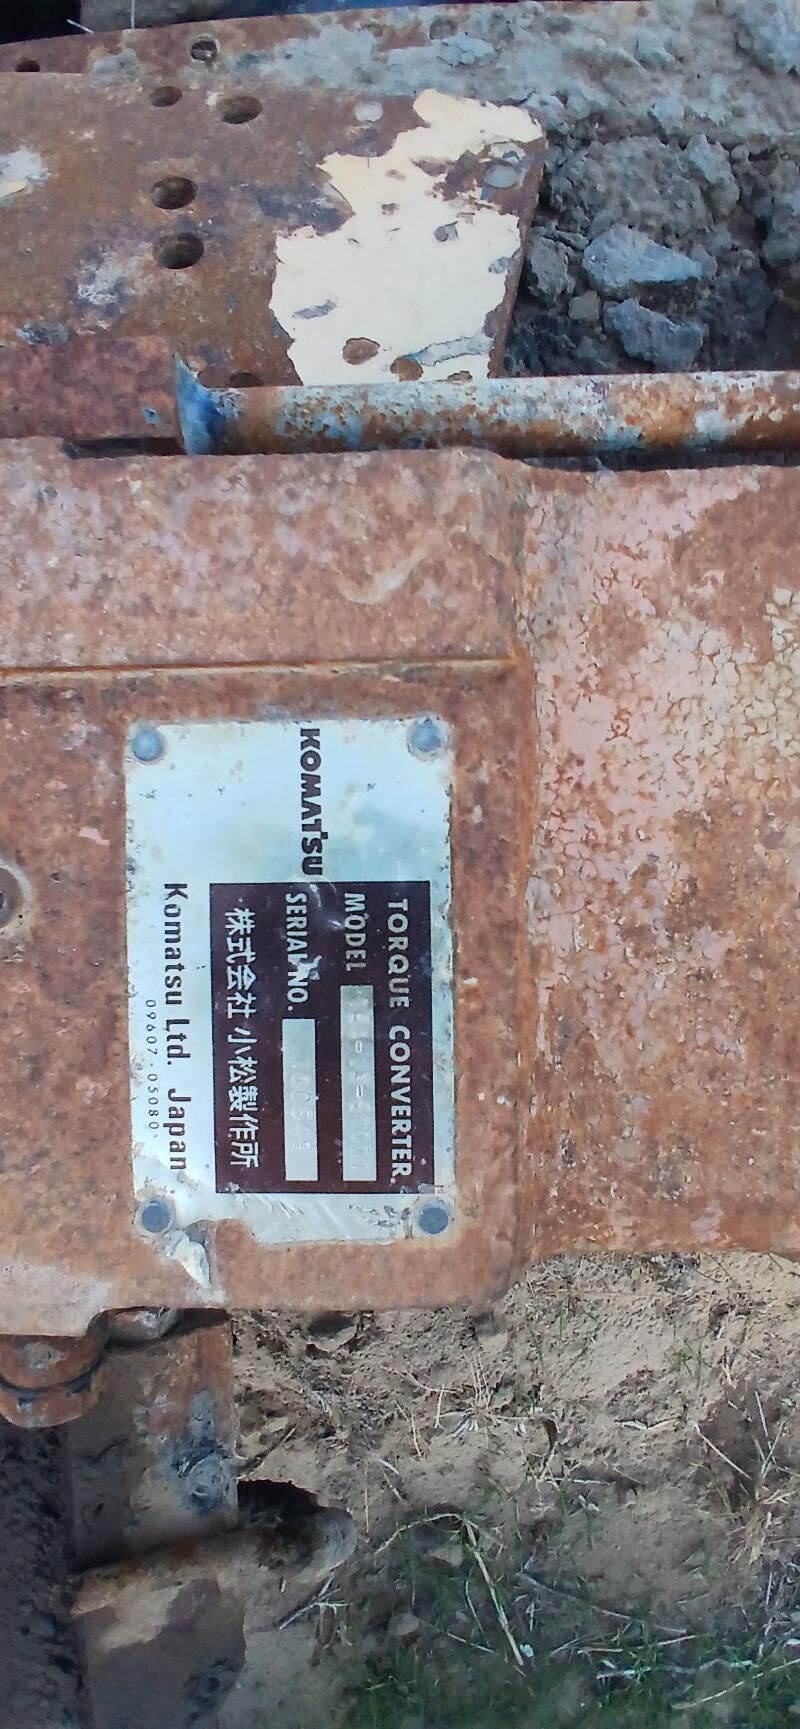 KOMATSU
TORQUE CONVERTER
MODEL
SERIAL NO.
株式会社 小松製作所
Komatsu Ltd. Japan
09607-05080